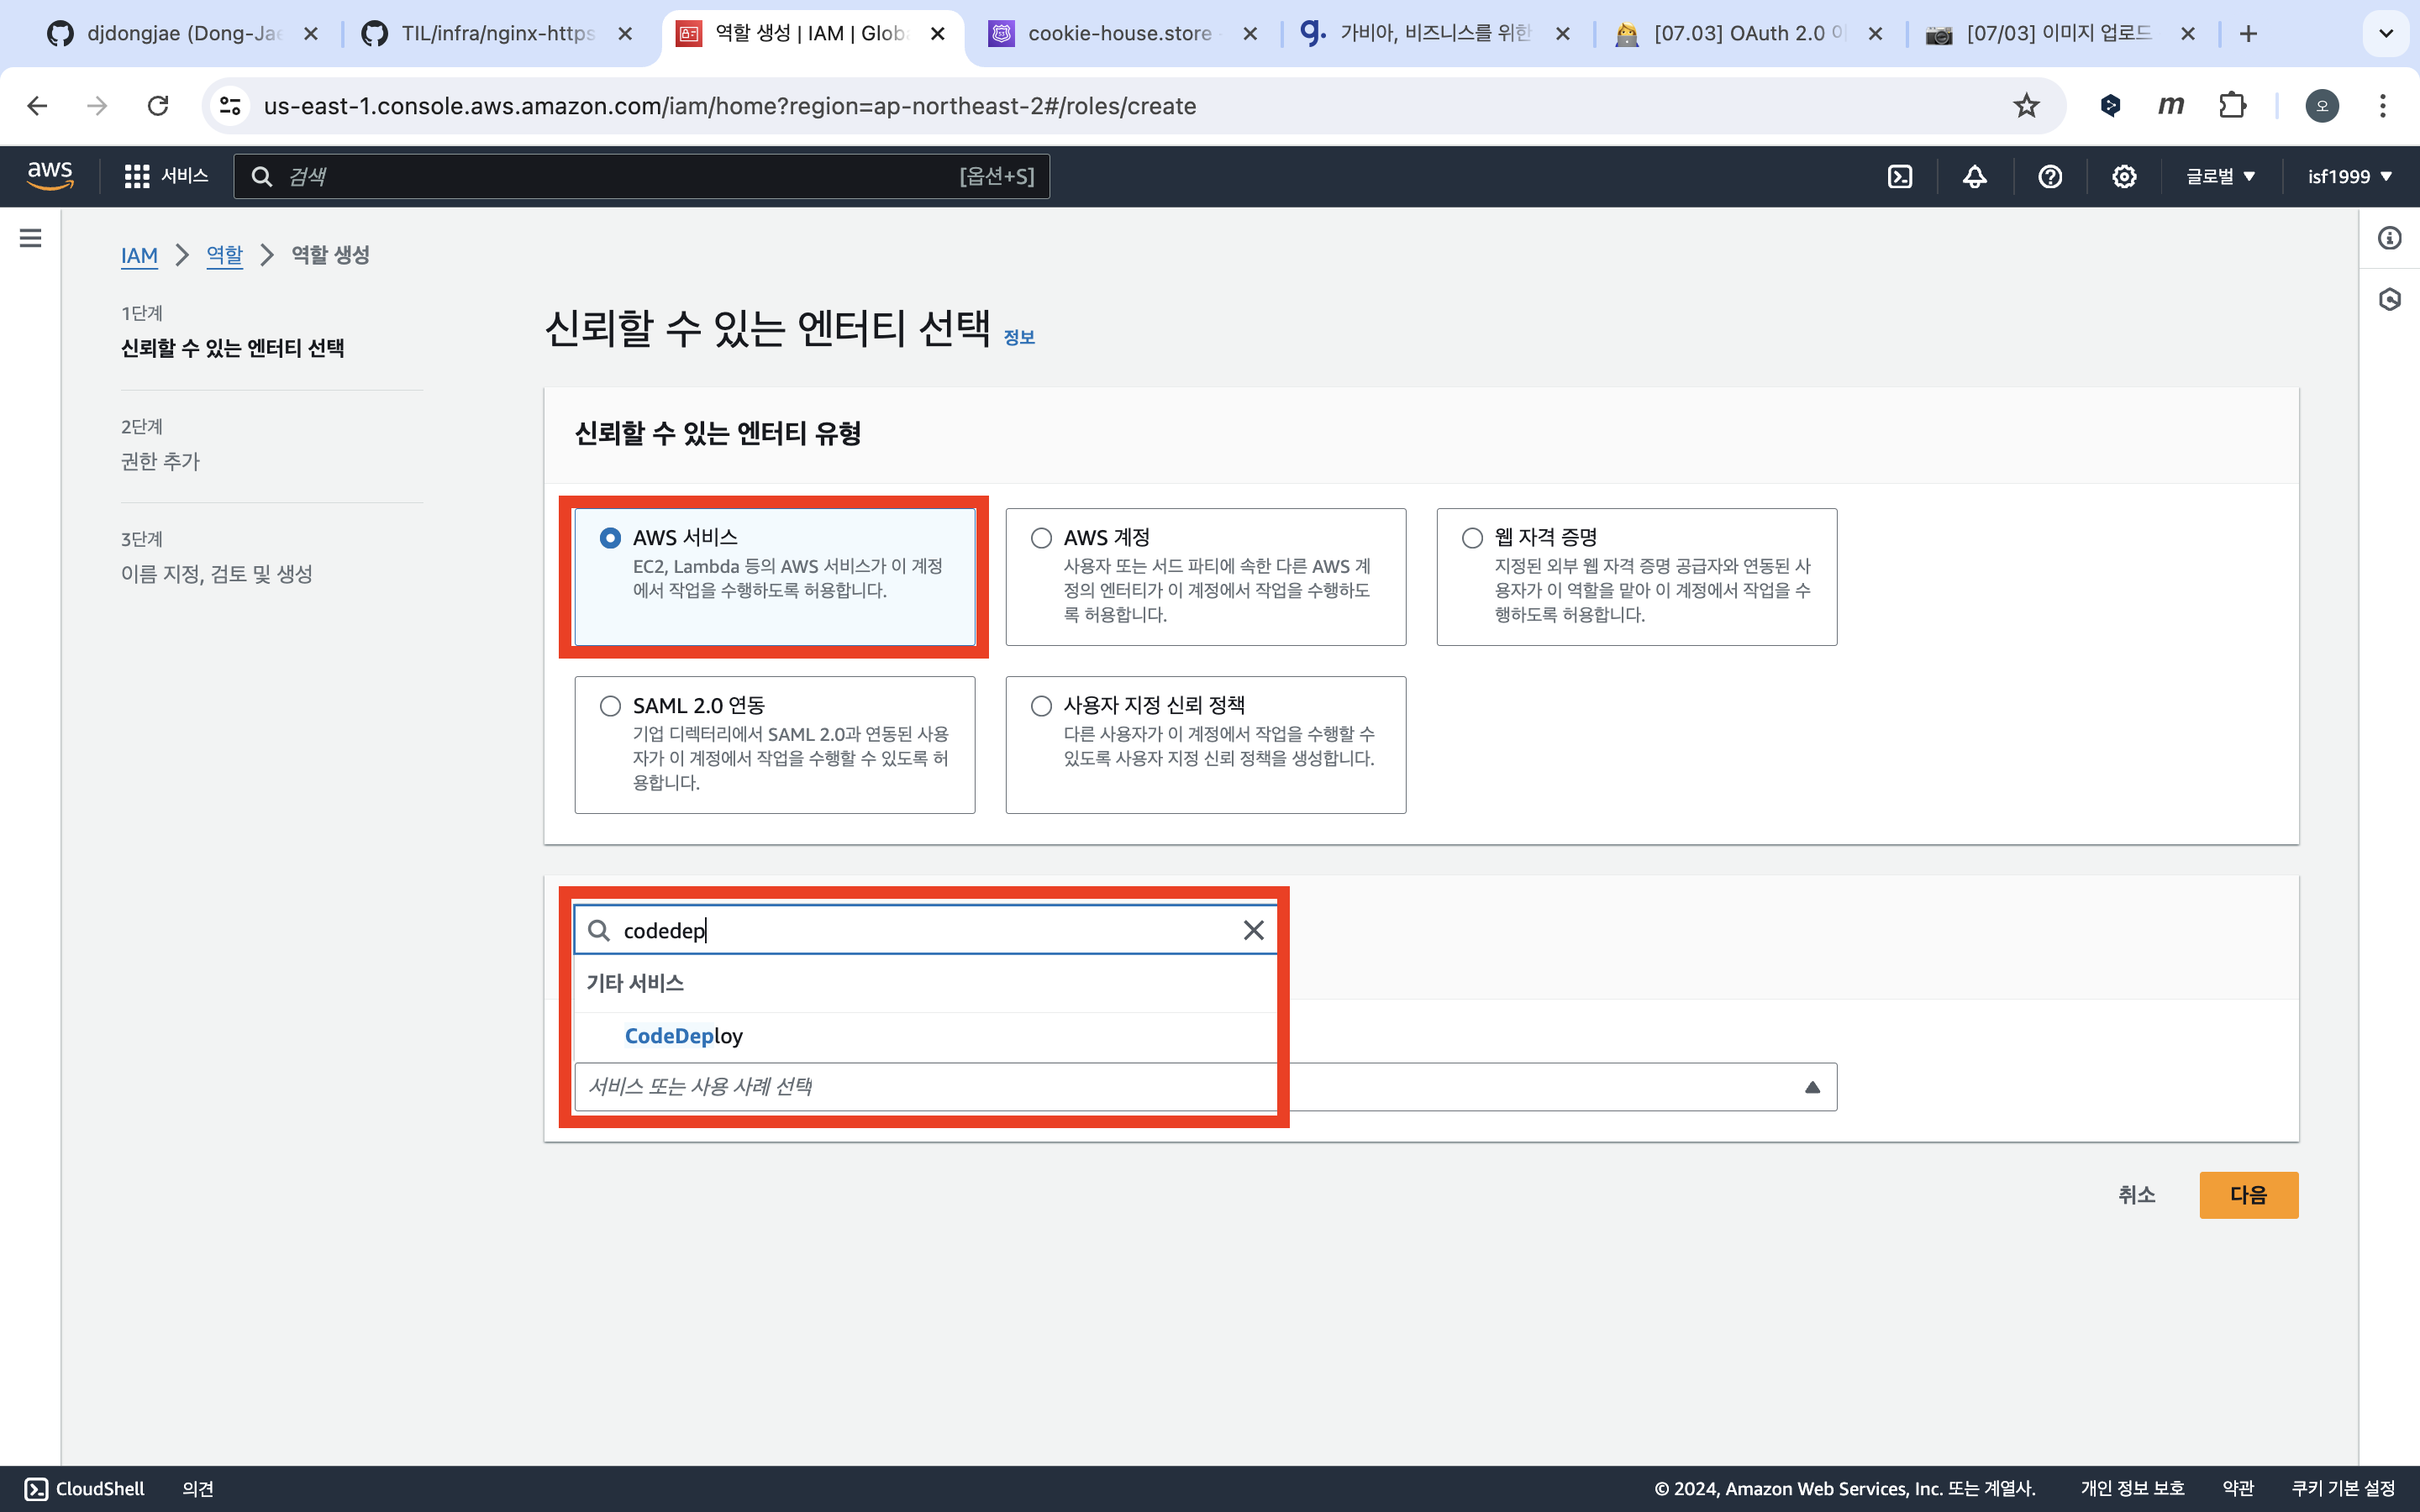 djdongjae (Dong-Jae
TIL/infra/nginx-https
역할 생성 | IAM | Globa
cookie-house.store
가비아, 비즈니스를 위한
[07.03] OAuth 2.0 이
[07/03] 이미지 업로드
us-east-1.console.aws.amazon.com/iam/home?region=ap-northeast-2#/roles/create
m
오
aws
서비스
검색
[옵션+S]
글로벌
isf1999
IAM
역할
역할 생성
1단계
신뢰할 수 있는 엔터티 선택
2단계
권한 추가
3단계
이름 지정, 검토 및 생성
신뢰할 수 있는 엔터티 선택 정보
신뢰할 수 있는 엔터티 유형
AWS 서비스
EC2, Lambda 등의 AWS 서비스가 이 계정
에서 작업을 수행하도록 허용합니다.
AWS 계정
사용자 또는 서드 파티에 속한 다른 AWS 계
정의 엔터티가 이 계정에서 작업을 수행하도
록 허용합니다.
웹 자격 증명
지정된 외부 웹 자격 증명 공급자와 연동된 사
용자가 이 역할을 맡아 이 계정에서 작업을 수
행하도록 허용합니다.
SAML 2.0 연동
기업 디렉터리에서 SAML 2.0과 연동된 사용
자가 이 계정에서 작업을 수행할 수 있도록 허
용합니다.
사용자 지정 신뢰 정책
다른 사용자가 이 계정에서 작업을 수행할 수
있도록 사용자 지정 신뢰 정책을 생성합니다.
codedep
기타 서비스
CodeDeploy
서비스 또는 사용 사례 선택
취소
다음
CloudShell
의견
© 2024, Amazon Web Services, Inc. 또는 계열사.
개인 정보 보호
약관
쿠키 기본 설정